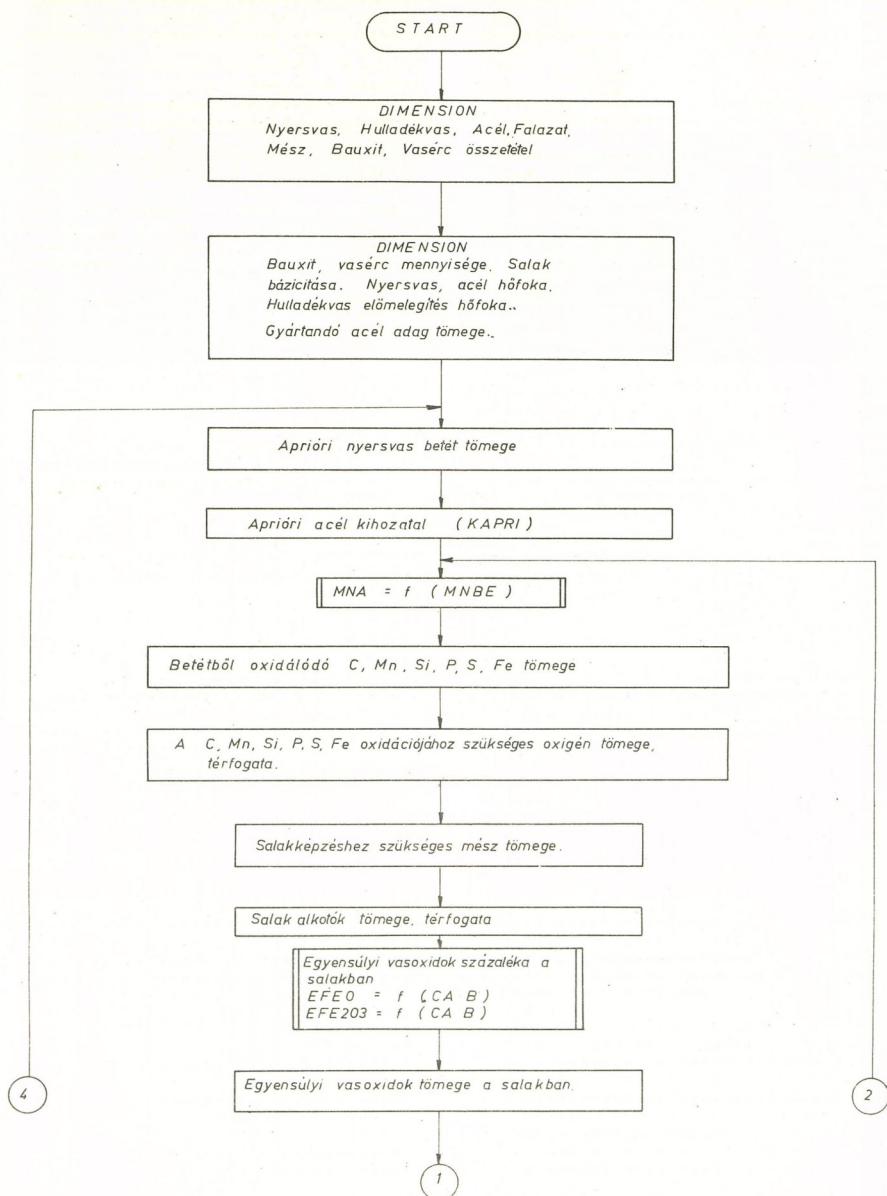 START
DIMENSION
Nyersvas, Hulladékvas, Acél, Falazat,
Mész, Bauxit, Vasérc összetétel
DIMENSION
Bauxit, vasérc mennyisége. Salak
bázicitása. Nyersvas, acél hőfoka.
Hulladékvas előmelegítés hőfoka..
Gyártandó acél adag tömege..
Aprióri nyersvas betét tömege
Aprióri acél kihozatal (KAPRI)
MNA = f (MNBE)
Betétből oxidálódó C, Mn, Si, P, S, Fe tömege
A C, Mn, Si, P, S, Fe oxidációjához szükséges oxigén tömege,
térfogata.
Salakképzéshez szükséges mész tömege.
Salak alkotók tömege, térfogata
Egyensúlyi vasoxidok százaléka a
salakban
EFEO = f (CA B)
EFE203 = f (CA B)
Egyensúlyi vasoxidok tömege a salakban.
4
2
1